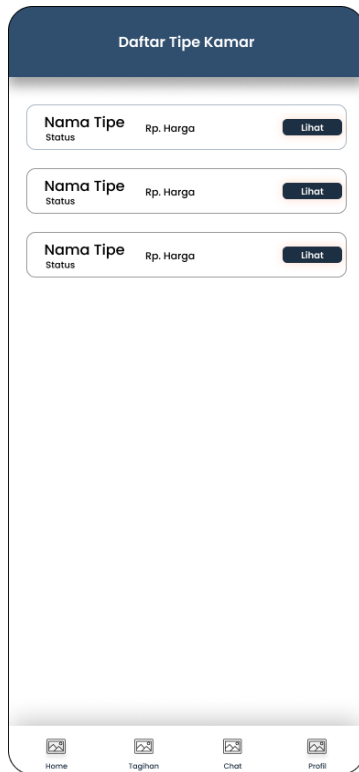 Daftar Tipe Kamar
Nama Tipe
Status
Rp. Harga
Lihat
Nama Tipe
Status
Rp. Harga
Lihat
Nama Tipe
Status
Rp. Harga
Lihat
Home Tagihan Chat Profil